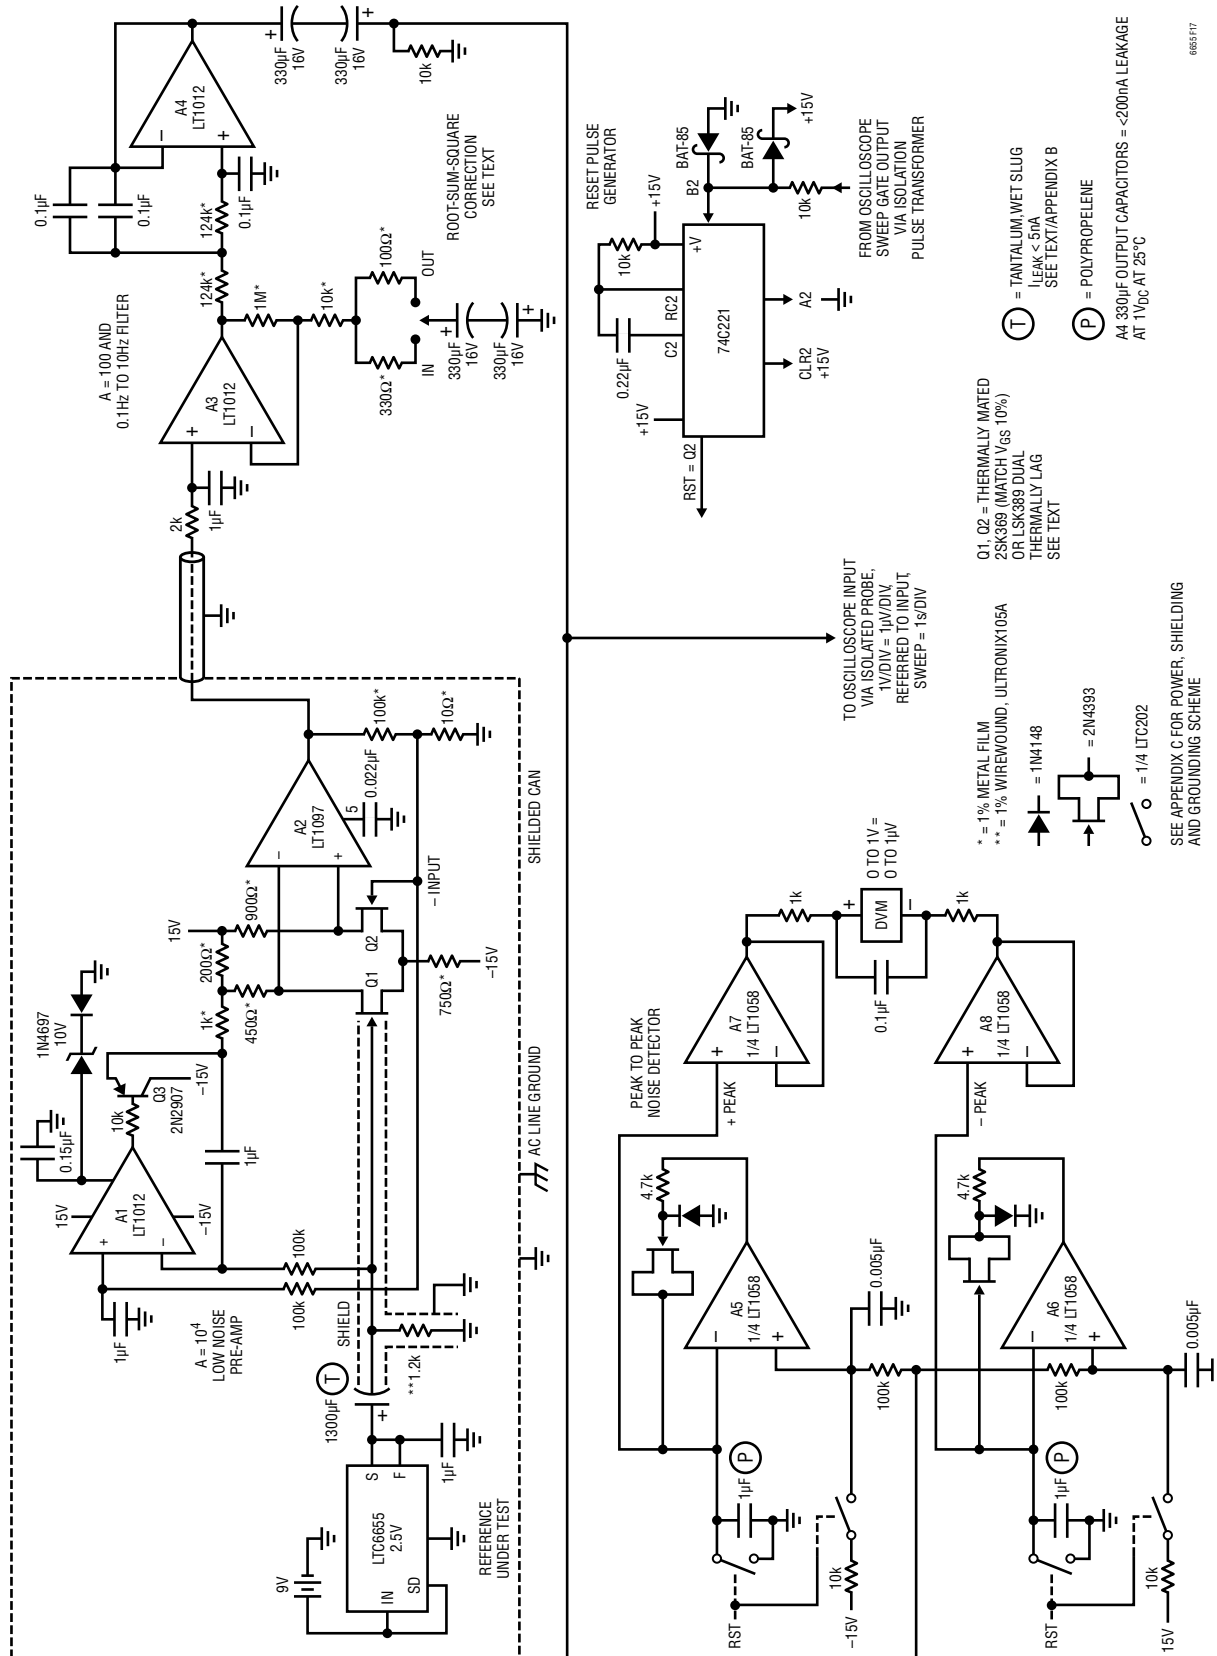 A4
LT1012
0.1µF
0.1µF
124k*
124k*
0.1µF
330µF
16V
330µF
16V
10k
ROOT-SUM-SQUARE
CORRECTION
SEE TEXT
A = 100 AND
0.1Hz TO 10Hz FILTER
A3
LT1012
1M*
10k*
100Ω*
OUT
330Ω*
IN
330µF
16V
330µF
16V
2k
1µF
RESET PULSE
GENERATOR
+15V
10k
0.22µF
+15V
C2
RC2
+V
B2
74C221
A2
CLR2
+15V
RST = Q2
BAT-85
BAT-85
+15V
10k
FROM OSCILLOSCOPE
SWEEP GATE OUTPUT
VIA ISOLATION
PULSE TRANSFORMER
T = TANTALUM,WET SLUG
ILEAK < 5nA
SEE TEXT/APPENDIX B
P = POLYPROPELENE
A4 330µF OUTPUT CAPACITORS = <200nA LEAKAGE
AT 1VDC AT 25°C
6655 F17
Q1, Q2 = THERMALLY MATED
2SK369 (MATCH VGS 10%)
OR LSK389 DUAL
THERMALLY LAG
SEE TEXT
TO OSCILLOSCOPE INPUT
VIA ISOLATED PROBE,
1V/DIV = 1µV/DIV,
REFERRED TO INPUT,
SWEEP = 1s/DIV
* = 1% METAL FILM
** = 1% WIREWOUND, ULTRONIX105A
= 1N4148
= 2N4393
= 1/4 LTC202
SEE APPENDIX C FOR POWER, SHIELDING
AND GROUNDING SCHEME
SHIELDED CAN
AC LINE GROUND
A2
LT1097
5
0.022µF
100k*
10Ω*
– INPUT
15V
900Ω*
200Ω*
450Ω*
1k*
Q1
Q2
750Ω*
–15V
1N4697
10V
0.15µF
Q3
2N2907
–15V
10k
1µF
15V
A1
LT1012
–15V
100k
100k
1µF
A = 10⁴
LOW NOISE
PRE-AMP
SHIELD
T
1300µF
**1.2k
1µF
9V
IN
SD
S
F
LTC6655
2.5V
REFERENCE
UNDER TEST
PEAK TO PEAK
NOISE DETECTOR
+ PEAK
A7
1/4 LT1058
1k
0 TO 1V =
0 TO 1µV
DVM
0.1µF
1k
A8
1/4 LT1058
– PEAK
4.7k
A5
1/4 LT1058
0.005µF
100k
P
1µF
RST
10k
–15V
4.7k
A6
1/4 LT1058
0.005µF
100k
P
1µF
RST
10k
15V